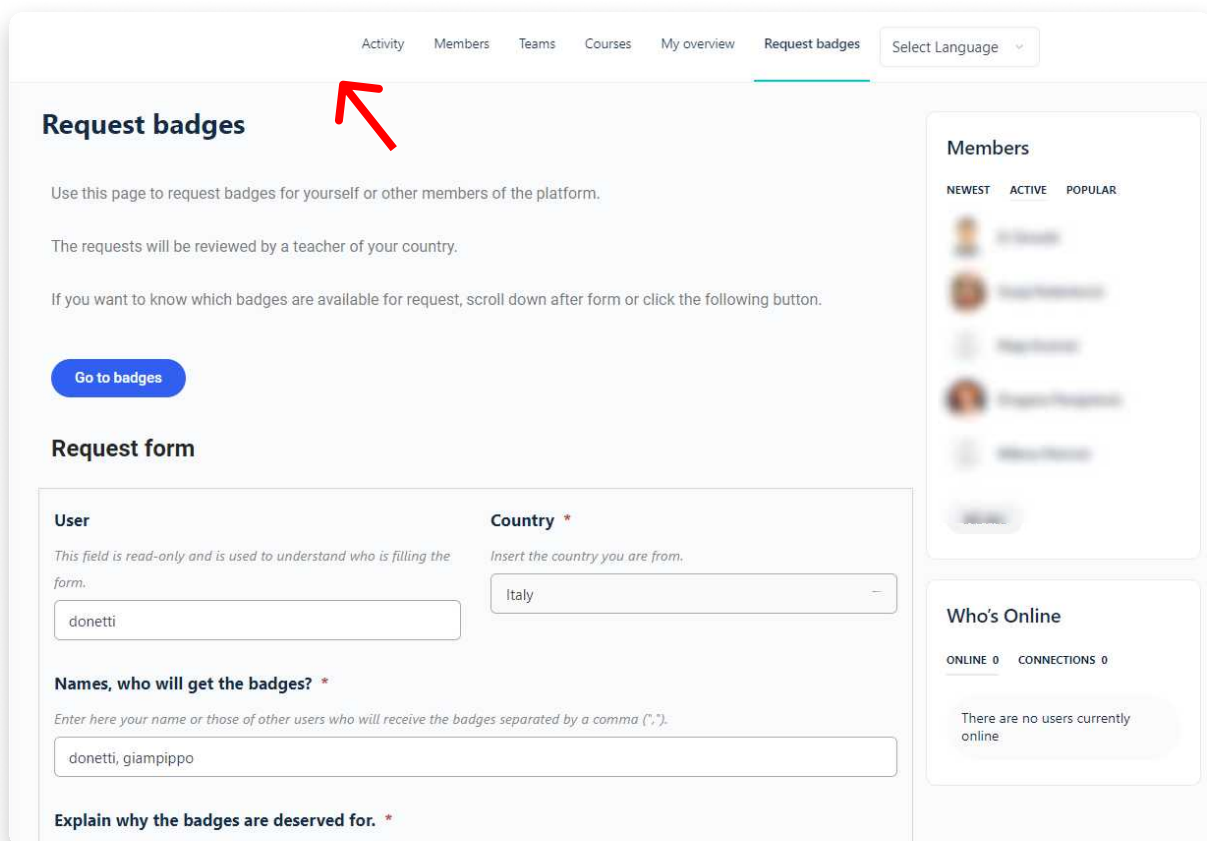 Activity Members Teams Courses My overview Request badges Select Language
Request badges
Use this page to request badges for yourself or other members of the platform.
The requests will be reviewed by a teacher of your country.
If you want to know which badges are available for request, scroll down after form or click the following button.
Go to badges
Request form
User
This field is read-only and is used to understand who is filling the
form.
donetti
Country *
Insert the country you are from.
Italy
Names, who will get the badges? *
Enter here your name or those of other users who will receive the badges separated by a comma (",").
donetti, giampippo
Explain why the badges are deserved for. *
Members
NEWEST ACTIVE POPULAR
Who's Online
ONLINE 0 CONNECTIONS 0
There are no users currently
online